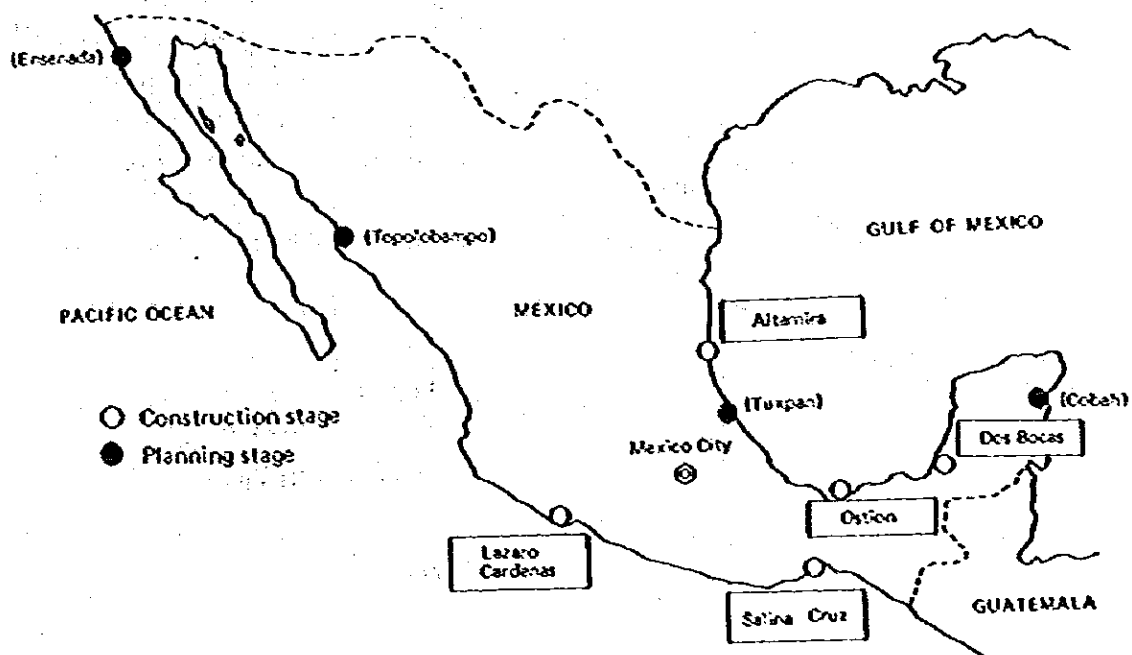 (Ensenada)
(Topolobampo)
GULF OF MEXICO
PACIFIC OCEAN
MEXICO
Altamira
Construction stage
Planning stage
(Tuxpan)
(Cobah)
Mexico City
Dos Bocas
Ostion
Lazaro
Cardenas
Salina Cruz
GUATEMALA